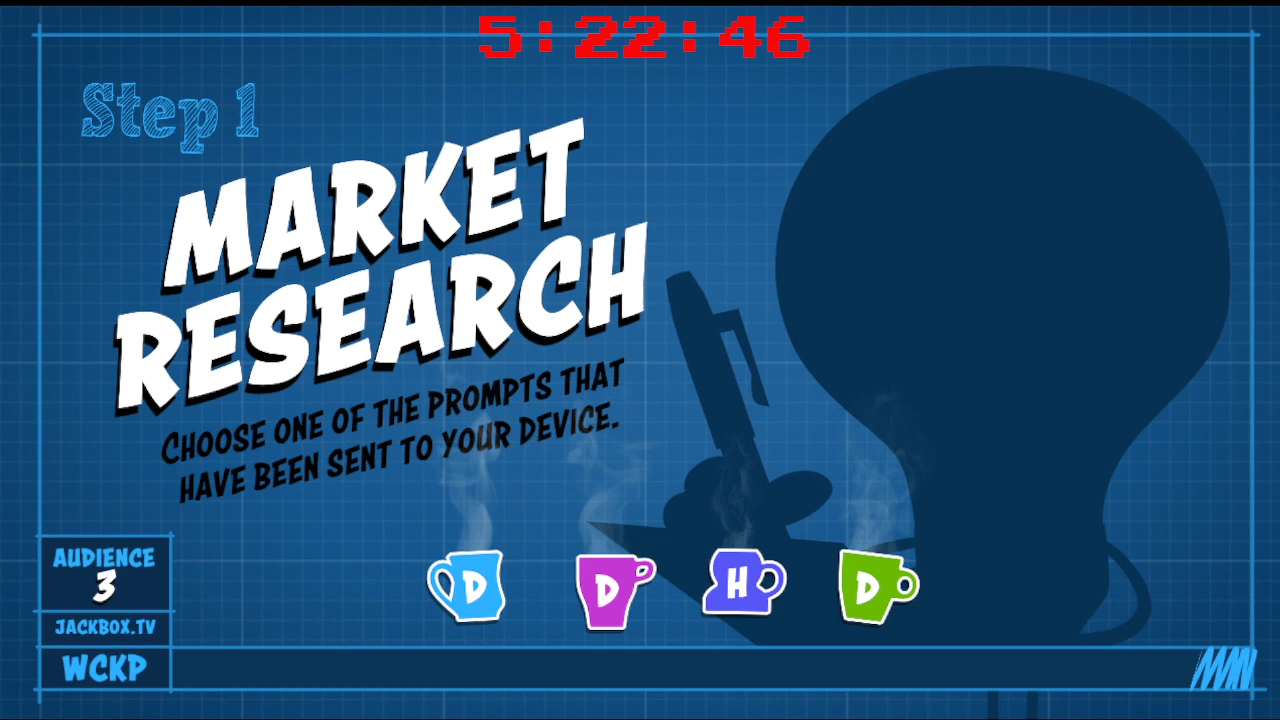 5:22:46
Step 1
MARKET
RESEARCH
CHOOSE ONE OF THE PROMPTS THAT
HAVE BEEN SENT TO YOUR DEVICE.
D
D
H
D
AUDIENCE
3
JACKBOX.TV
WCKP